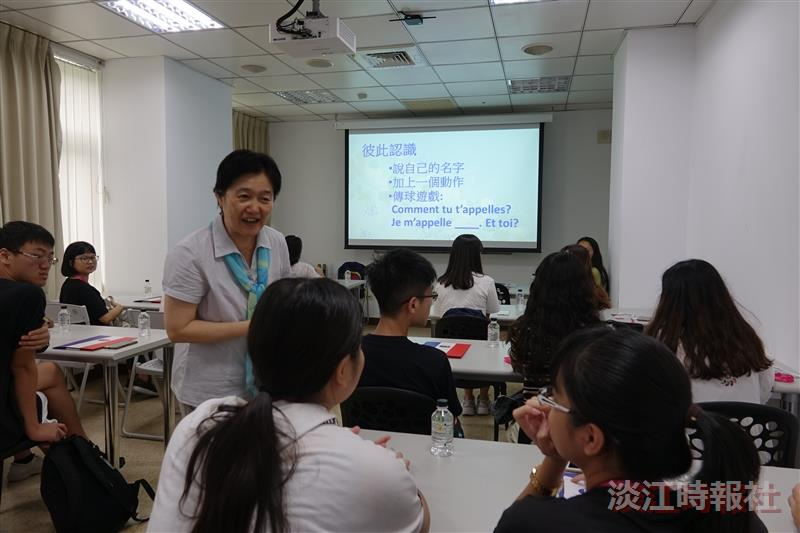 彼此認識
•說自己的名字
•加上一個動作
•傳球遊戲:
Comment tu t'appelles?
Je m'appelle ____. Et toi?
淡江時報社